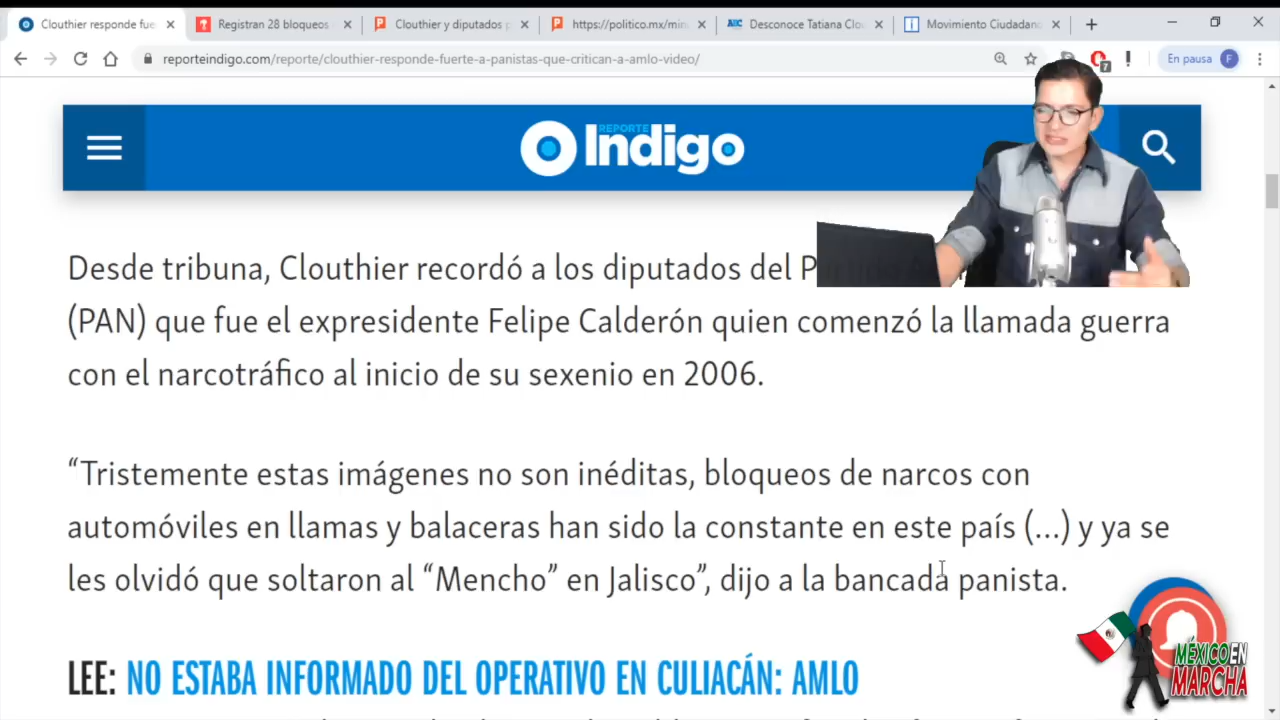 Clouthier responde fue
Registran 28 bloqueos
Clouthier y diputados p
https://politico.mx/minu
Desconoce Tatiana Clou
Movimiento Ciudadano
reporteindigo.com/reporte/clouthier-responde-fuerte-a-panistas-que-critican-a-amlo-video/
7
En pausa
F
REPORTE
Indigo
Desde tribuna, Clouthier recordó a los diputados del
(PAN) que fue el expresidente Felipe Calderón quien comenzó la llamada guerra
con el narcotráfico al inicio de su sexenio en 2006.
“Tristemente estas imágenes no son inéditas, bloqueos de narcos con
automóviles en llamas y balaceras han sido la constante en este país (...) y ya se
les olvidó que soltaron al “Mencho” en Jalisco”, dijo a la bancada panista.
LEE: NO ESTABA INFORMADO DEL OPERATIVO EN CULIACÁN: AMLO
MÉXICO EN
MARCHA